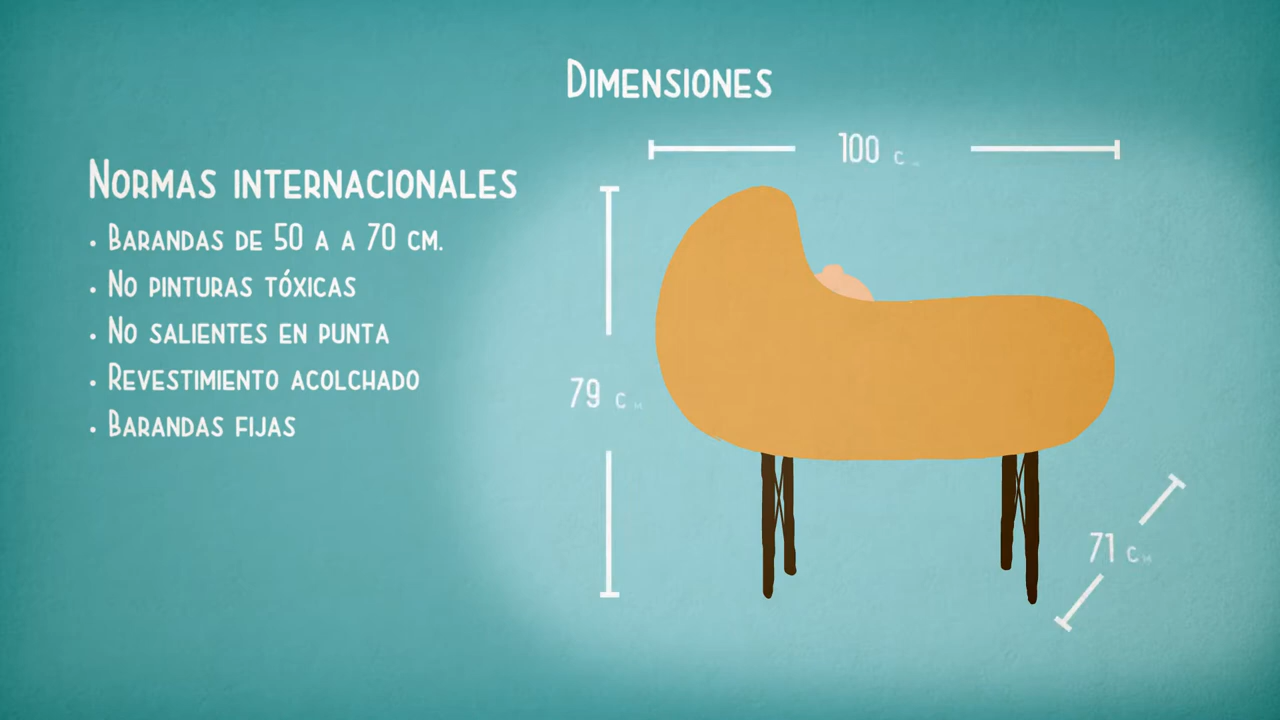 Dimensiones
100 cm
Normas internacionales
• Barandas de 50 a a 70 cm.
• No pinturas tóxicas
• No salientes en punta
• Revestimiento acolchado
• Barandas fijas
79 cm
71 cm